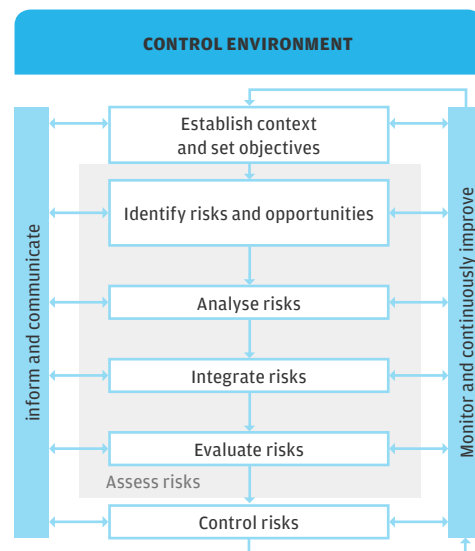 CONTROL ENVIRONMENT
Establish context
and set objectives
Identify risks and opportunities
Analyse risks
Integrate risks
Evaluate risks
Assess risks
Control risks
inform and communicate
Monitor and continuously improve